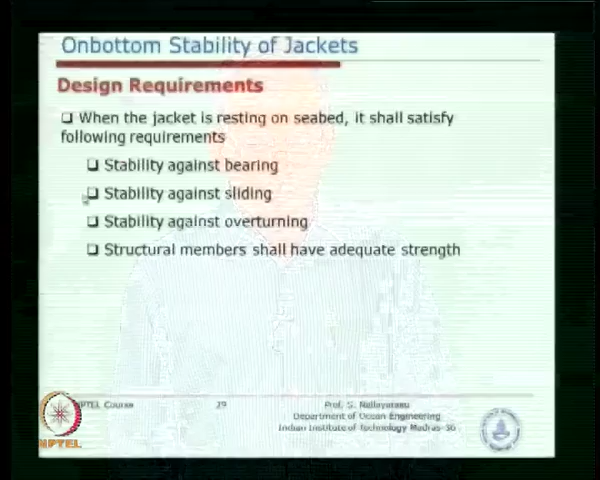 Onbottom Stability of Jackets
Design Requirements
❑ When the jacket is resting on seabed, it shall satisfy
following requirements
❑ Stability against bearing
❑ Stability against sliding
❑ Stability against overturning
❑ Structural members shall have adequate strength
NPTEL Course
Prof. S. Nallayarasu
Department of Ocean Engineering
Indian Institute of Technology Madras-36
NPTEL